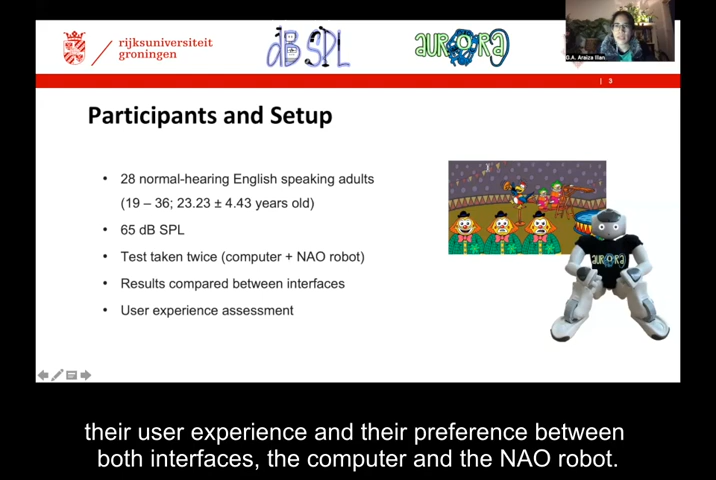 rijksuniversiteit
groningen
dB SPL
aurora
G.A. Araiza Illan
| 3
Participants and Setup
• 28 normal-hearing English speaking adults
(19 – 36; 23.23 ± 4.43 years old)
• 65 dB SPL
• Test taken twice (computer + NAO robot)
• Results compared between interfaces
• User experience assessment
aurora
their user experience and their preference between
both interfaces, the computer and the NAO robot.